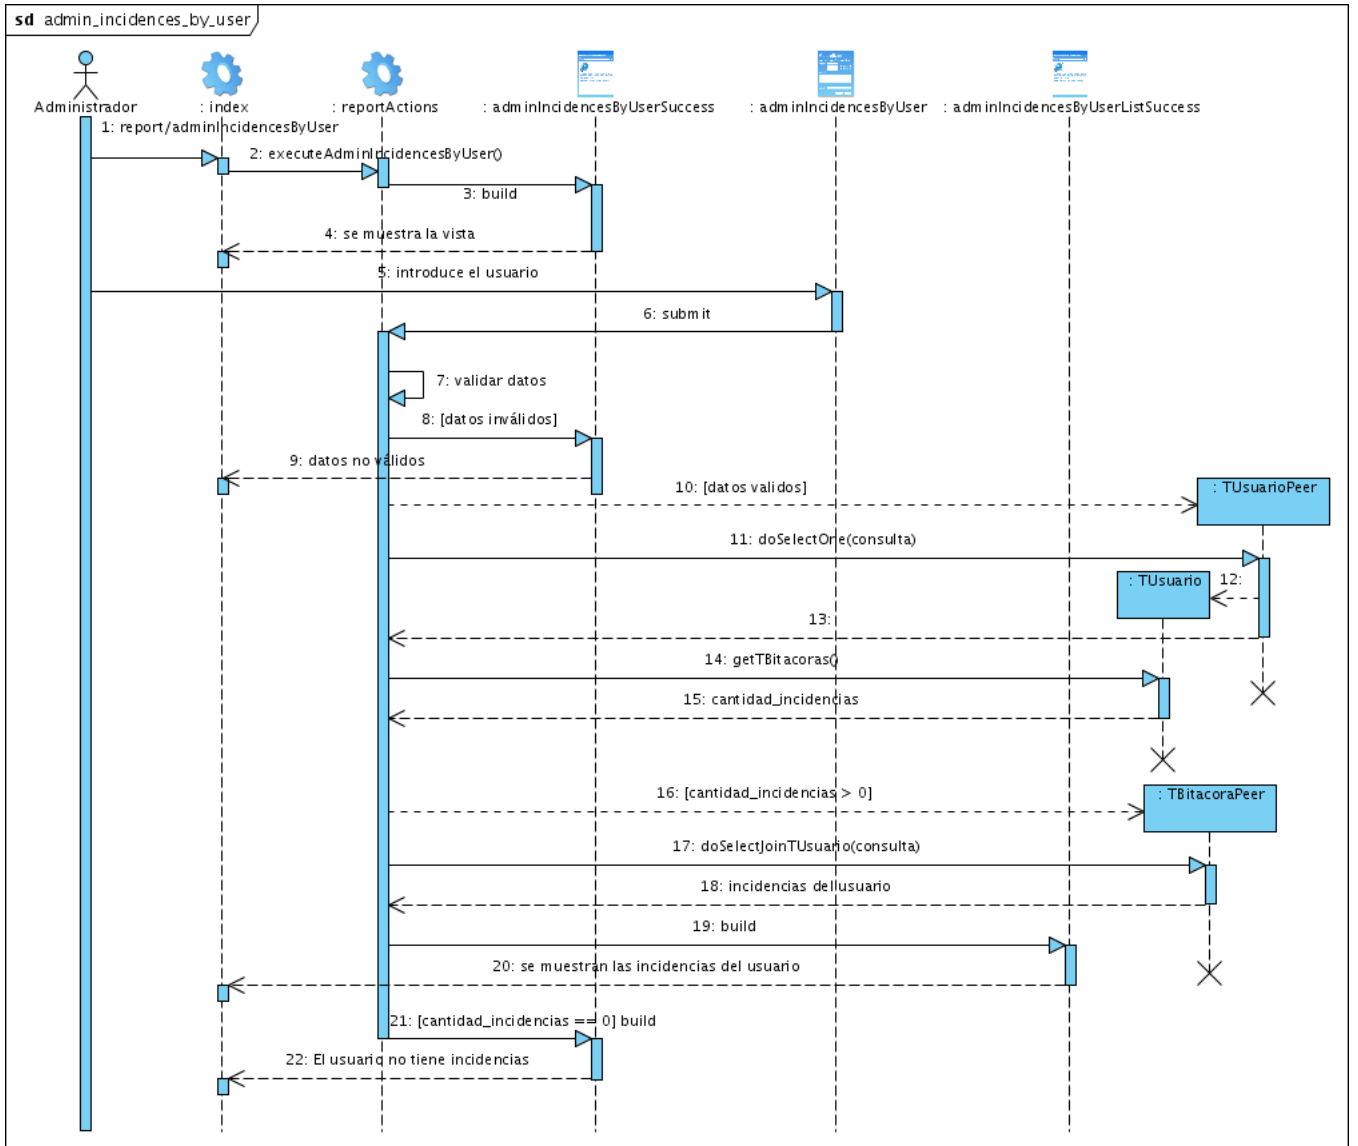 sd admin_incidences_by_user
Administrador
: index
: reportActions
: adminIncidencesByUserSuccess
: adminIncidencesByUser
: adminIncidencesByUserListSuccess
1: report/adminIncidencesByUser
2: executeAdminIncidencesByUser()
3: build
4: se muestra la vista
5: introduce el usuario
6: submit
7: validar datos
8: [datos inválidos]
9: datos no válidos
10: [datos validos]
: TUsuarioPeer
11: doSelectOne(consulta)
: TUsuario
12:
13:
14: getTBitacoras()
15: cantidad_incidencias
16: [cantidad_incidencias > 0]
: TBitacoraPeer
17: doSelectJoinTUsuario(consulta)
18: incidencias del usuario
19: build
20: se muestran las incidencias del usuario
21: [cantidad_incidencias == 0] build
22: El usuario no tiene incidencias